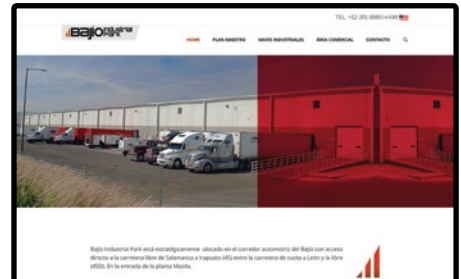 TEL: +52 (81) 8880-4488
BAJÍO Industrial Park
HOME PLAN MAESTRO NAVES INDUSTRIALES ÁREA COMERCIAL CONTACTO
Bajío Industrial Park está estratégicamente ubicado en el corredor automotriz del Bajío con acceso
directo a la carretera libre de Salamanca a Irapuato (45) entre la carretera de cuota a León y la libre
(45D). En la entrada de la planta Mazda.